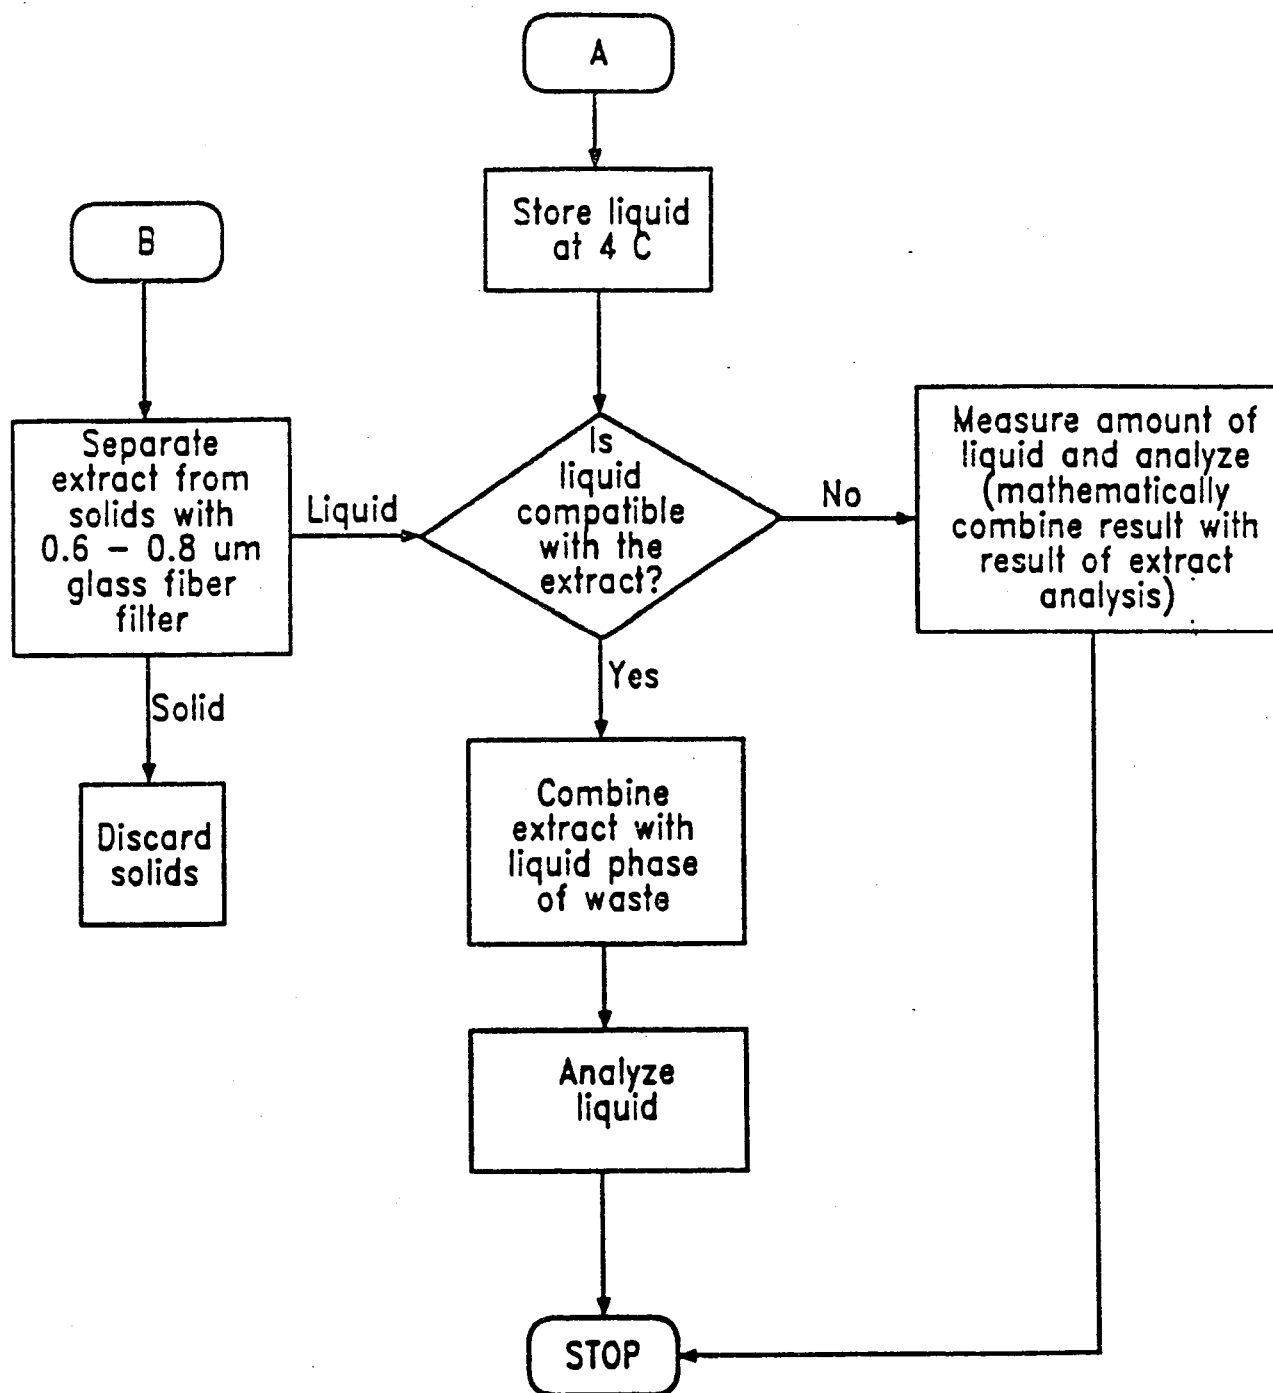 A
Store liquid
at 4 C
B
Separate
extract from
solids with
0.6 – 0.8 um
glass fiber
filter
Liquid
Is
liquid
compatible
with the
extract?
No
Measure amount of
liquid and analyze
(mathematically
combine result with
result of extract
analysis)
Solid
Yes
Discard
solids
Combine
extract with
liquid phase
of waste
Analyze
liquid
STOP